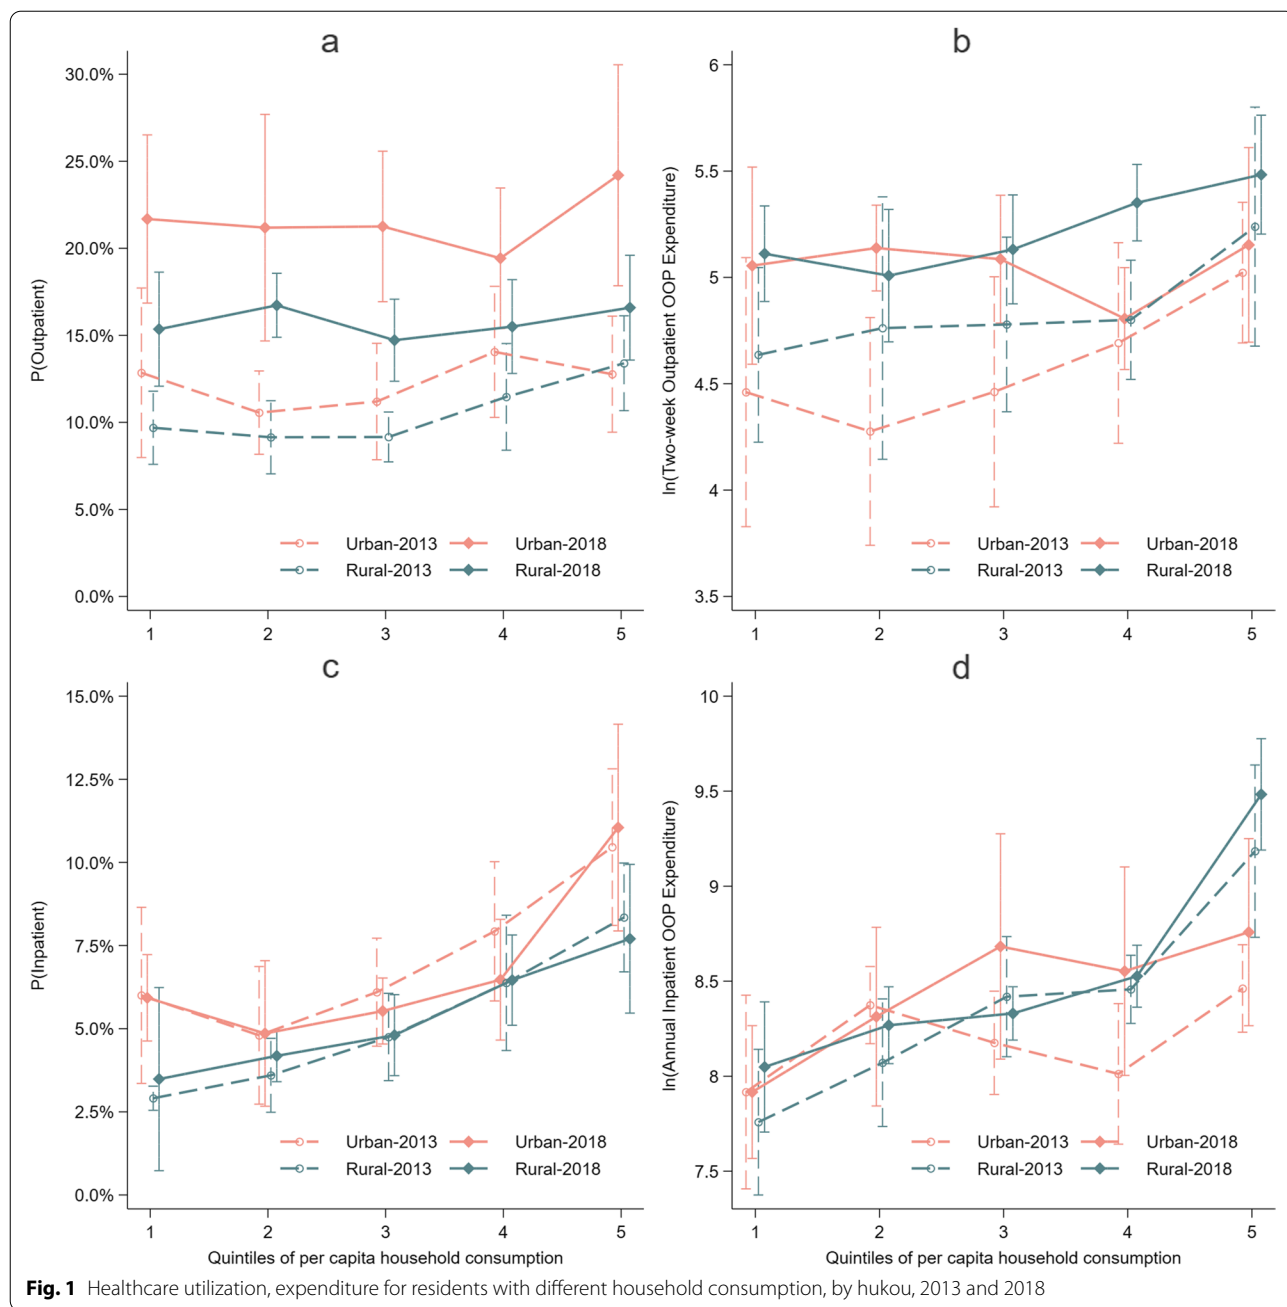 a
30.0%
25.0%
20.0%
15.0%
10.0%
5.0%
0.0%
P(Outpatient)
Urban-2013 Urban-2018
Rural-2013 Rural-2018
1 2 3 4 5
b
6
5.5
5
4.5
4
3.5
ln(Two-week Outpatient OOP Expenditure)
Urban-2013 Urban-2018
Rural-2013 Rural-2018
1 2 3 4 5
c
15.0%
12.5%
10.0%
7.5%
5.0%
2.5%
0.0%
P(Inpatient)
Urban-2013 Urban-2018
Rural-2013 Rural-2018
1 2 3 4 5
Quintiles of per capita household consumption
d
10
9.5
9
8.5
8
7.5
ln(Annual Inpatient OOP Expenditure)
Urban-2013 Urban-2018
Rural-2013 Rural-2018
1 2 3 4 5
Quintiles of per capita household consumption
Fig. 1 Healthcare utilization, expenditure for residents with different household consumption, by hukou, 2013 and 2018